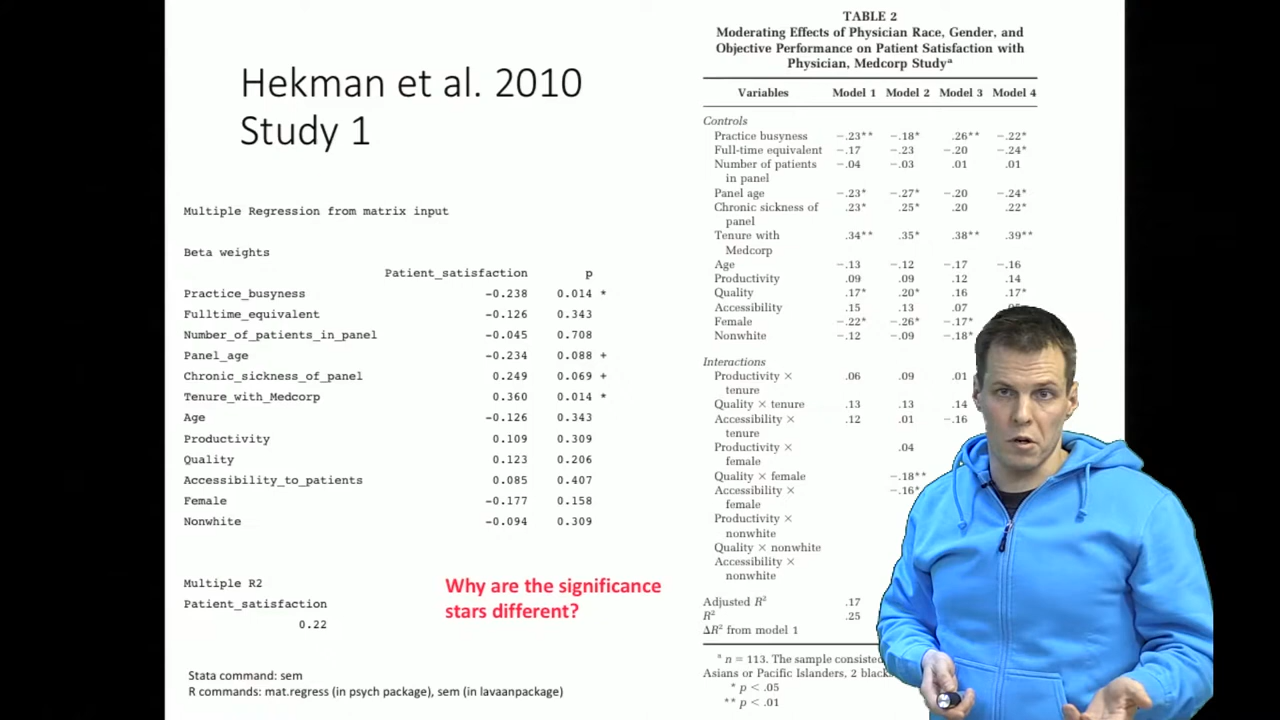 Hekman et al. 2010
Study 1
Multiple Regression from matrix input
Beta weights
Patient_satisfaction p
Practice_busyness -0.238 0.014 *
Fulltime_equivalent -0.126 0.343
Number_of_patients_in_panel -0.045 0.708
Panel_age -0.234 0.088 +
Chronic_sickness_of_panel 0.249 0.069 +
Tenure_with_Medcorp 0.360 0.014 *
Age -0.126 0.343
Productivity 0.109 0.309
Quality 0.123 0.206
Accessibility_to_patients 0.085 0.407
Female -0.177 0.158
Nonwhite -0.094 0.309
Multiple R2
Patient_satisfaction
0.22
Why are the significance
stars different?
Stata command: sem
R commands: mat.regress (in psych package), sem (in lavaanpackage)
TABLE 2
Moderating Effects of Physician Race, Gender, and
Objective Performance on Patient Satisfaction with
Physician, Medcorp Studyᵃ
Variables Model 1 Model 2 Model 3 Model 4
Controls
Practice busyness −.23** −.18* .26** −.22*
Full-time equivalent −.17 −.23 −.20 −.24*
Number of patients −.04 −.03 .01 .01
in panel
Panel age −.23* −.27* −.20 −.24*
Chronic sickness of .23* .25* .20 .22*
panel
Tenure with .34** .35* .38** .39**
Medcorp
Age −.13 −.12 −.17 −.16
Productivity .09 .09 .12 .14
Quality .17* .20* .16 .17*
Accessibility .15 .13 .07
Female −.22* −.26* −.17*
Nonwhite −.12 −.09 −.18*
Interactions
Productivity × .06 .09 .01
tenure
Quality × tenure .13 .13 .14
Accessibility × .12 .01 −.16
tenure
Productivity × .04
female
Quality × female −.18**
Accessibility × −.16*
female
Productivity ×
nonwhite
Quality × nonwhite
Accessibility ×
nonwhite
Adjusted R² .17
R² .25
ΔR² from model 1
ᵃ n = 113. The sample consisted
Asians or Pacific Islanders, 2 blacks
* p < .05
** p < .01